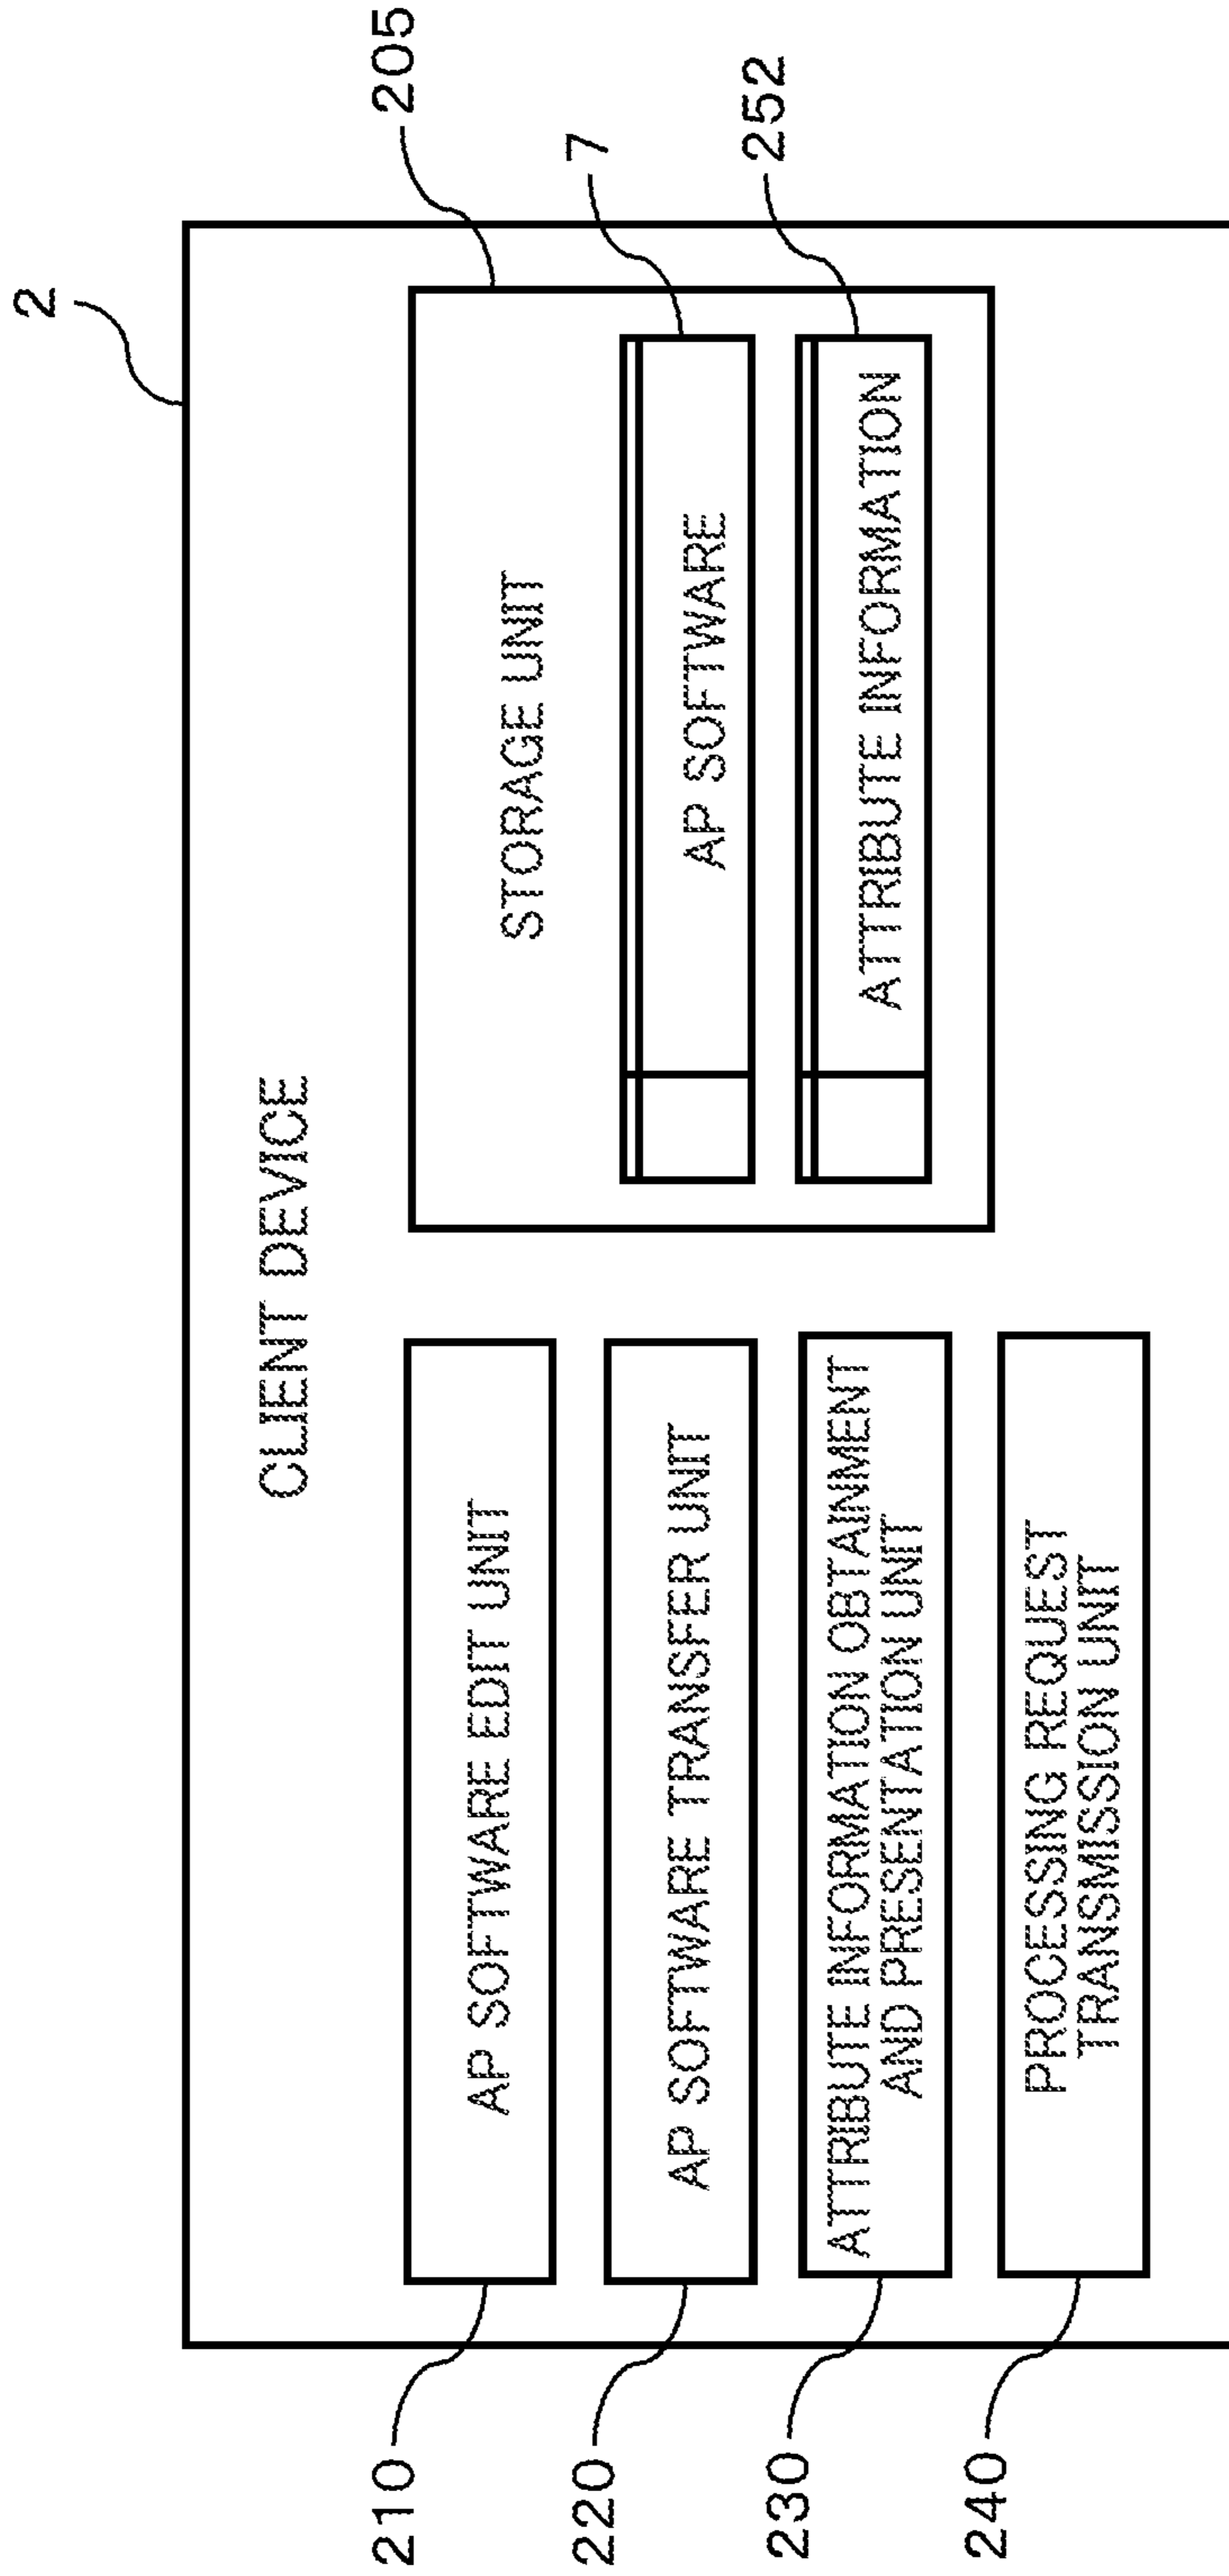 2
CLIENT DEVICE
210
AP SOFTWARE EDIT UNIT
220
AP SOFTWARE TRANSFER UNIT
230
ATTRIBUTE INFORMATION OBTAINMENT
AND PRESENTATION UNIT
240
PROCESSING REQUEST
TRANSMISSION UNIT
205
STORAGE UNIT
7
AP SOFTWARE
252
ATTRIBUTE INFORMATION